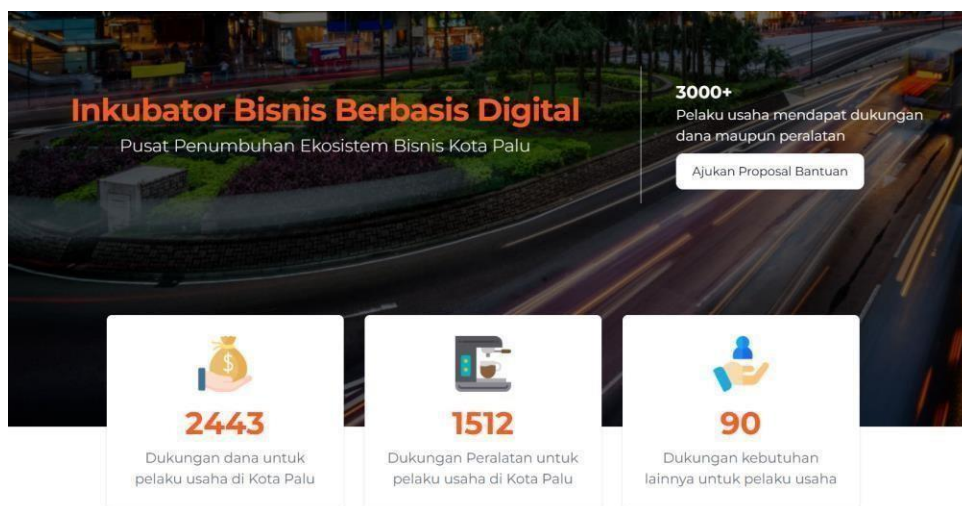 Inkubator Bisnis Berbasis Digital
Pusat Penumbuhan Ekosistem Bisnis Kota Palu
3000+
Pelaku usaha mendapat dukungan
dana maupun peralatan
Ajukan Proposal Bantuan
2443
Dukungan dana untuk
pelaku usaha di Kota Palu
1512
Dukungan Peralatan untuk
pelaku usaha di Kota Palu
90
Dukungan kebutuhan
lainnya untuk pelaku usaha